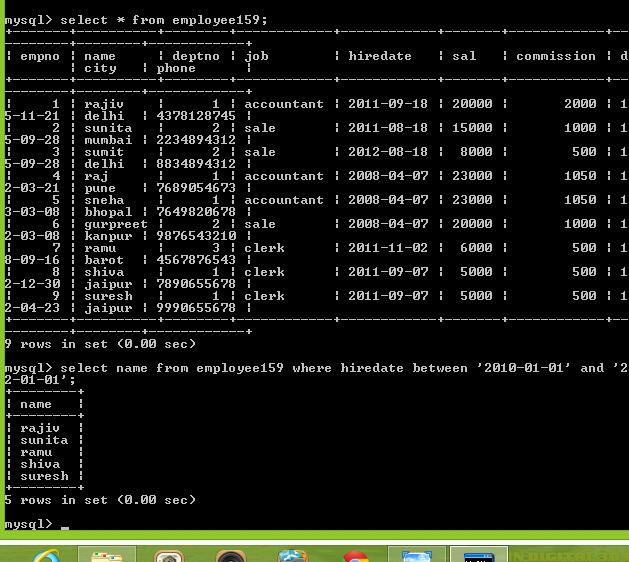 mysql> select * from employee159;
+--------+----------+---------+------------+------------+-------+------------+--
| empno | name | deptno | job | hiredate | sal | commission | d
| city | phone |
+--------+----------+---------+------------+------------+-------+------------+--
| 1 | rajiv | 1 | accountant | 2011-09-18 | 20000 | 2000 | 1
5-11-21 | delhi | 4378128745 |
| 2 | sunita | 2 | sale | 2011-08-18 | 15000 | 1000 | 1
5-09-28 | mumbai | 2234894312 |
| 3 | sumit | 2 | sale | 2012-08-18 | 8000 | 500 | 1
5-09-28 | delhi | 8834894312 |
| 4 | raj | 1 | accountant | 2008-04-07 | 23000 | 1050 | 1
2-03-21 | pune | 7689054673 |
| 5 | sneha | 1 | accountant | 2008-04-07 | 23000 | 1050 | 1
3-03-08 | bhopal | 7649820678 |
| 6 | gurpreet | 2 | sale | 2008-04-07 | 20000 | 1000 | 1
2-03-08 | kanpur | 9876543210 |
| 7 | ramu | 3 | clerk | 2011-11-02 | 6000 | 500 | 1
8-09-16 | barot | 4567876543 |
| 8 | shiva | 1 | clerk | 2011-09-07 | 5000 | 500 | 1
2-12-30 | jaipur | 7890655678 |
| 9 | suresh | 1 | clerk | 2011-09-07 | 5000 | 500 | 1
2-04-23 | jaipur | 9990655678 |
+--------+----------+---------+------------+------------+-------+------------+--
9 rows in set (0.00 sec)
mysql> select name from employee159 where hiredate between '2010-01-01' and '2
2-01-01';
+--------+
| name |
+--------+
| rajiv |
| sunita |
| ramu |
| shiva |
| suresh |
+--------+
5 rows in set (0.00 sec)
mysql> _